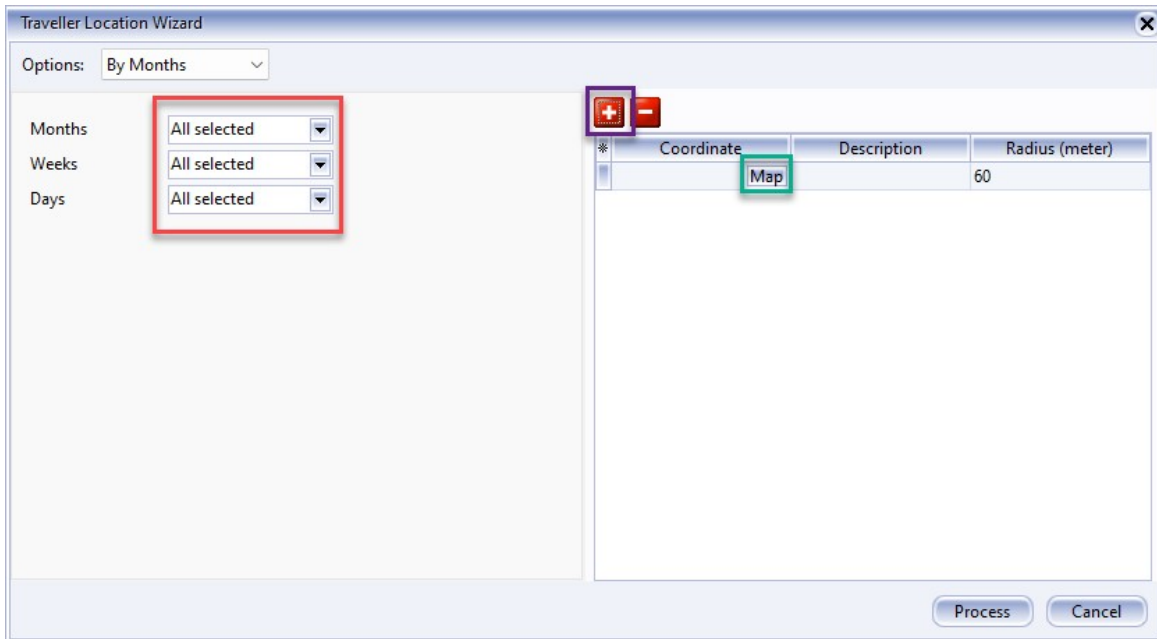 Traveller Location Wizard
Options: By Months
Months All selected
Weeks All selected
Days All selected
* Coordinate Description Radius (meter)
Map 60
Process Cancel